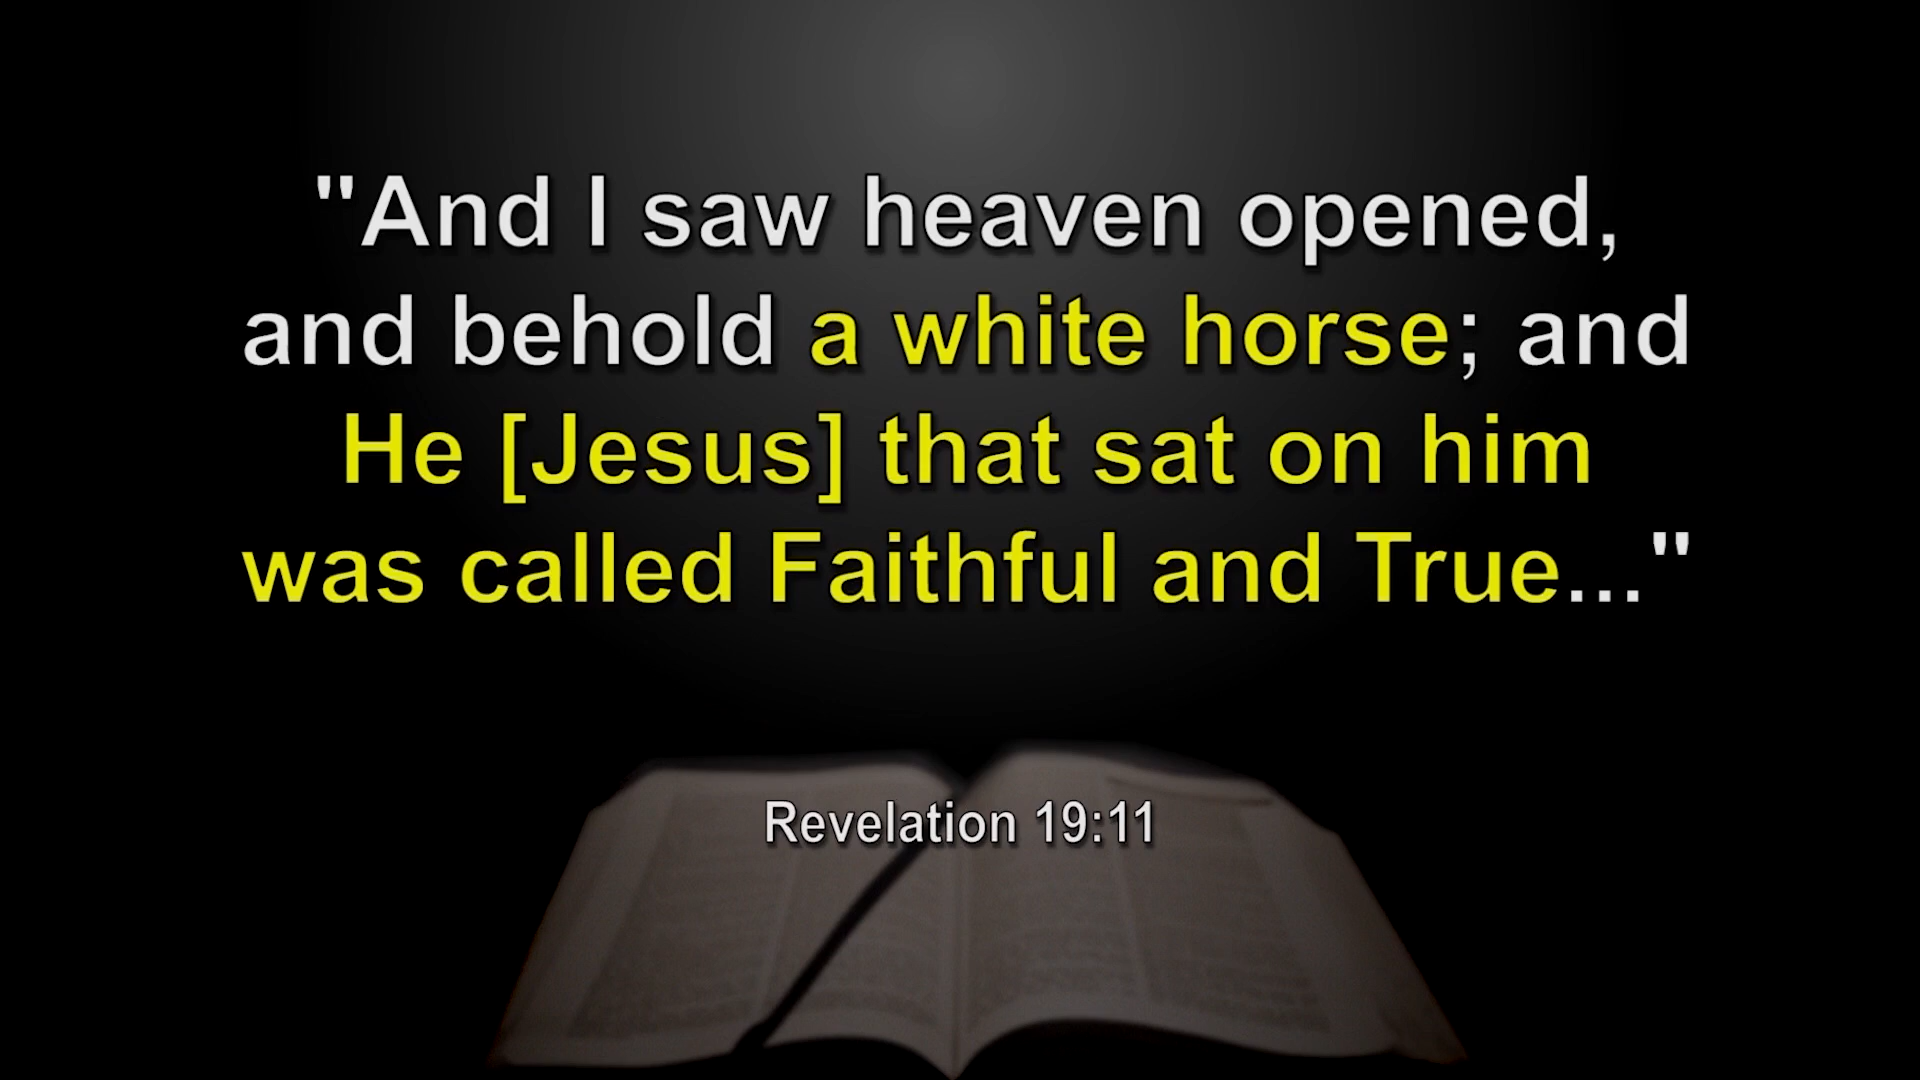 "And I saw heaven opened,
and behold a white horse; and
He [Jesus] that sat on him
was called Faithful and True..."
Revelation 19:11